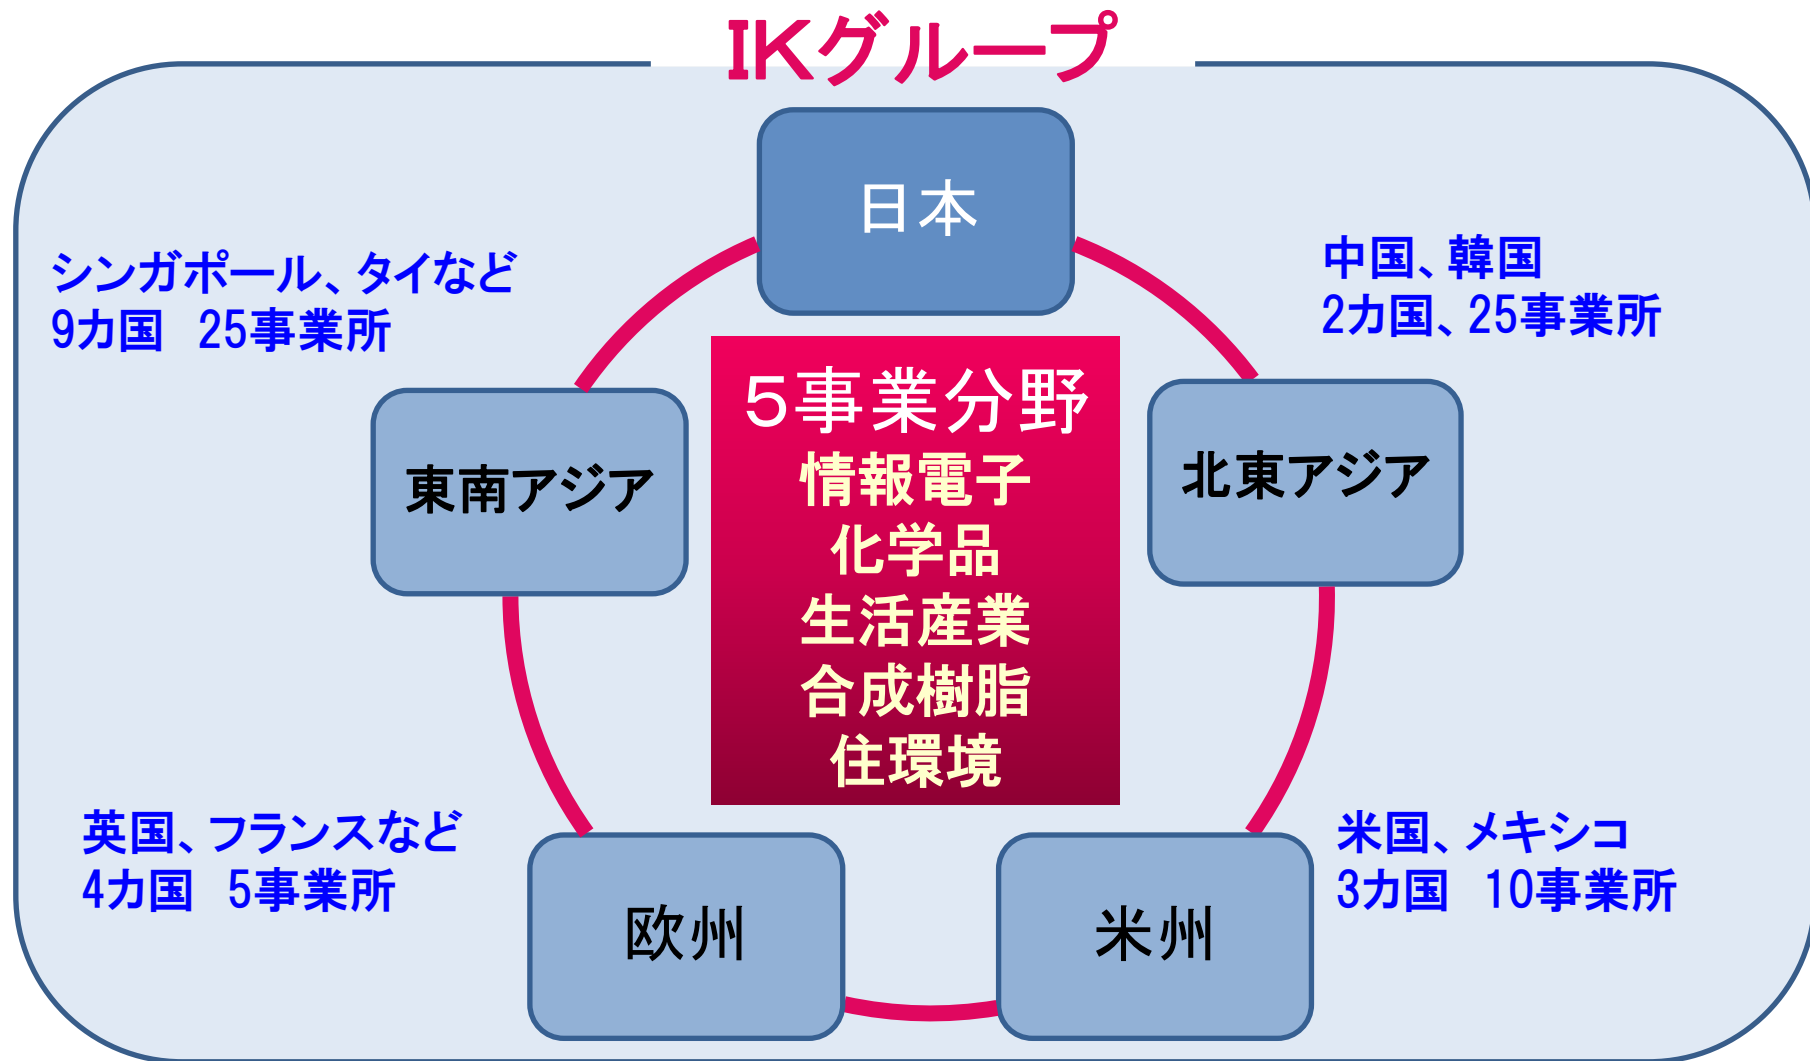 IKグループ
日本
シンガポール、タイなど
9カ国　25事業所
中国、韓国
2カ国、25事業所
東南アジア
5事業分野
情報電子
化学品
生活産業
合成樹脂
住環境
北東アジア
英国、フランスなど
4カ国　5事業所
米国、メキシコ
3カ国　10事業所
欧州
米州